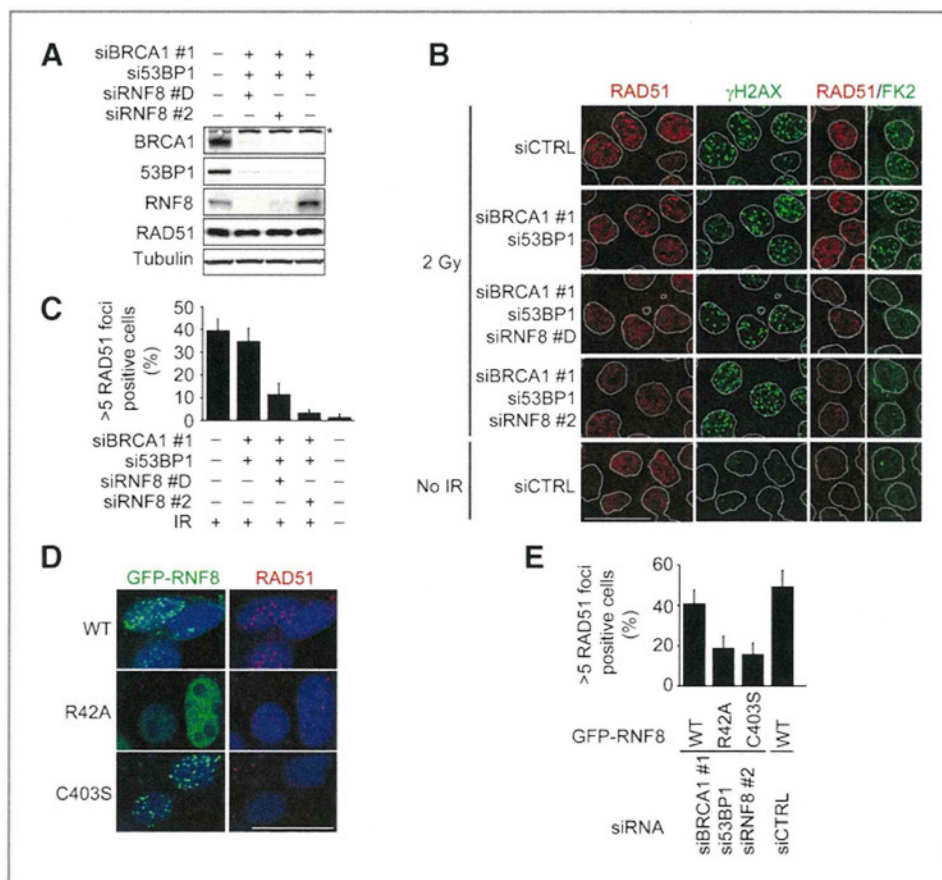 A
siBRCA1 #1 – + + +
si53BP1 – + + +
siRNF8 #D – + – –
siRNF8 #2 – – + –
BRCA1 *
53BP1
RNF8
RAD51
Tubulin
B
RAD51 γH2AX RAD51/FK2
2 Gy
siCTRL
siBRCA1 #1
si53BP1
siBRCA1 #1
si53BP1
siRNF8 #D
siBRCA1 #1
si53BP1
siRNF8 #2
No IR
siCTRL
C
>5 RAD51 foci
positive cells
(%)
50
40
30
20
10
0
siBRCA1 #1 – + + + –
si53BP1 – + + + –
siRNF8 #D – – + – –
siRNF8 #2 – – – + –
IR + + + + –
D
GFP-RNF8 RAD51
WT
R42A
C403S
E
>5 RAD51 foci
positive cells
(%)
60
40
20
0
GFP-RNF8
WT
R42A
C403S
WT
siRNA
siBRCA1 #1
si53BP1
siRNF8 #2
siCTRL